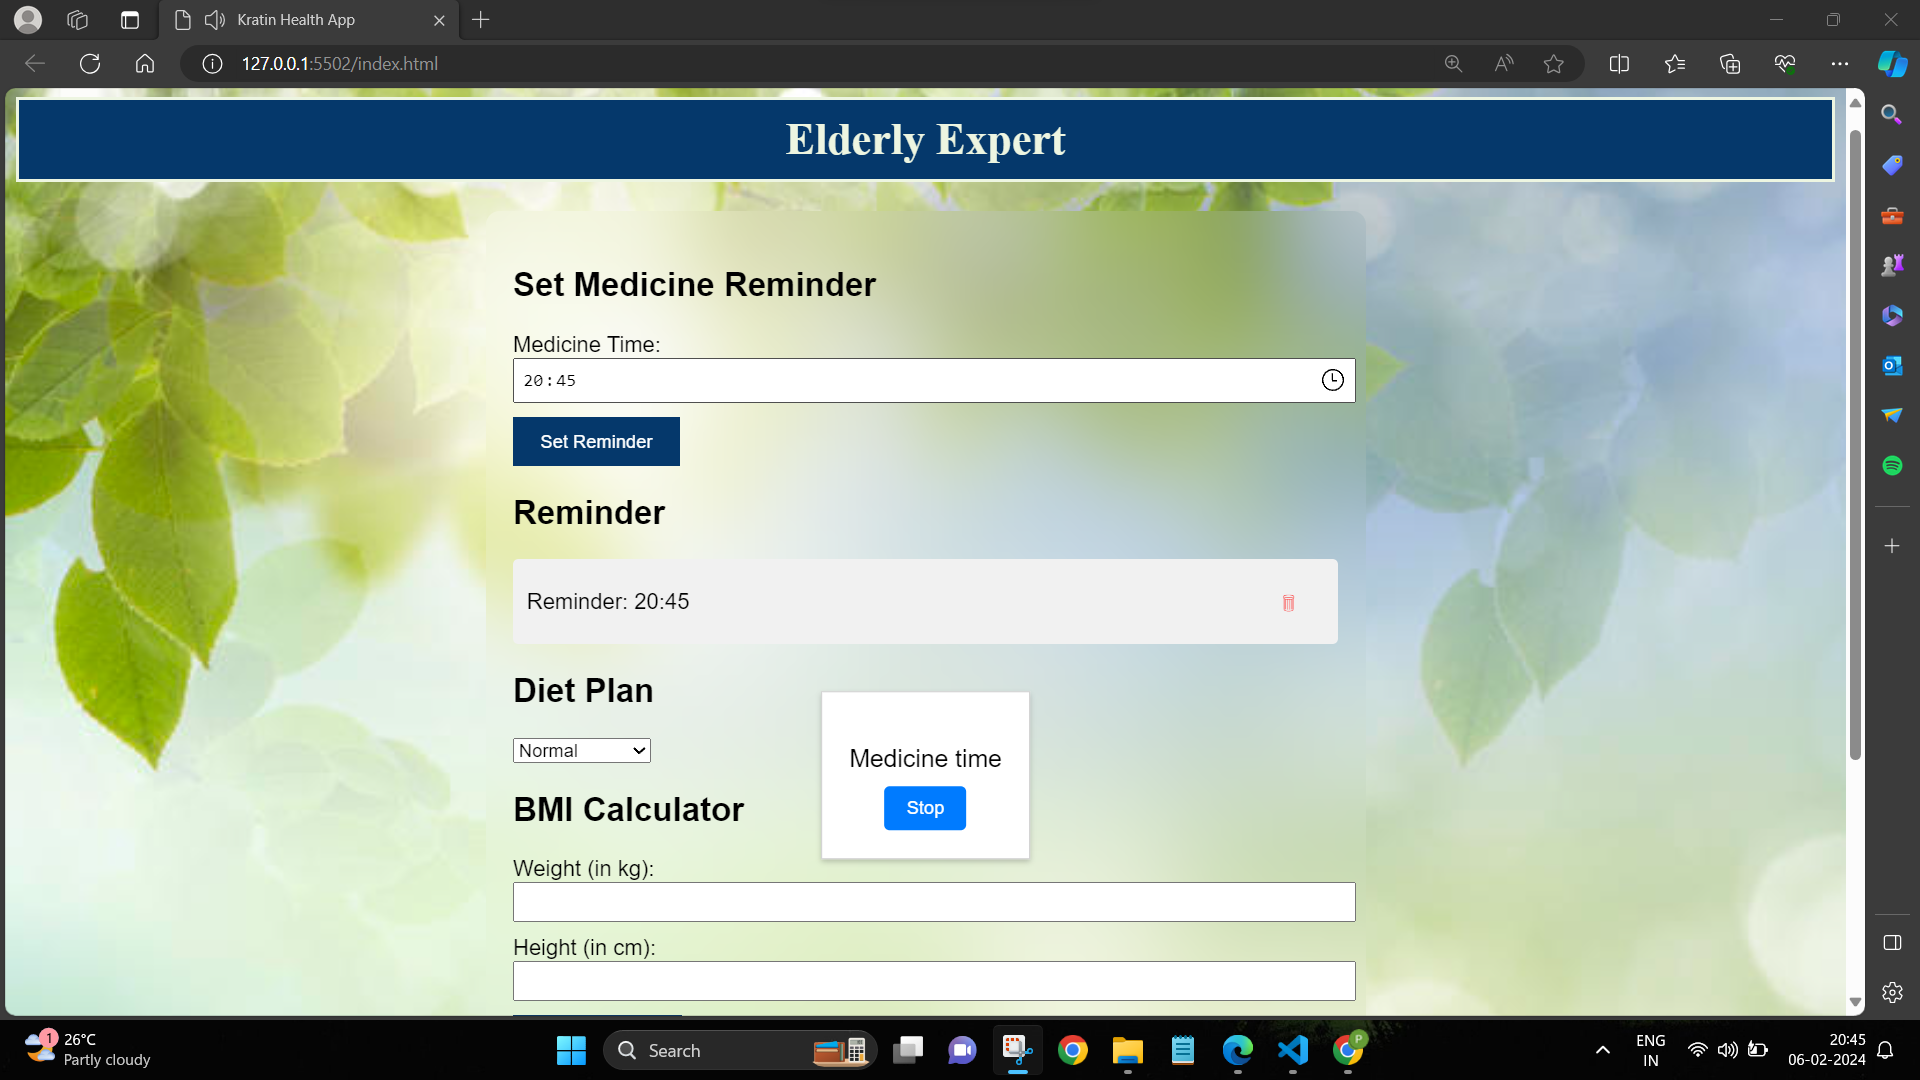 Kratin Health App
127.0.0.1:5502/index.html
Elderly Expert
Set Medicine Reminder
Medicine Time:
20:45
Set Reminder
Reminder
Reminder: 20:45
Diet Plan
Normal
Medicine time
Stop
BMI Calculator
Weight (in kg):
Height (in cm):
1
26°C
Partly cloudy
Search
P
ENG
IN
20:45
06-02-2024